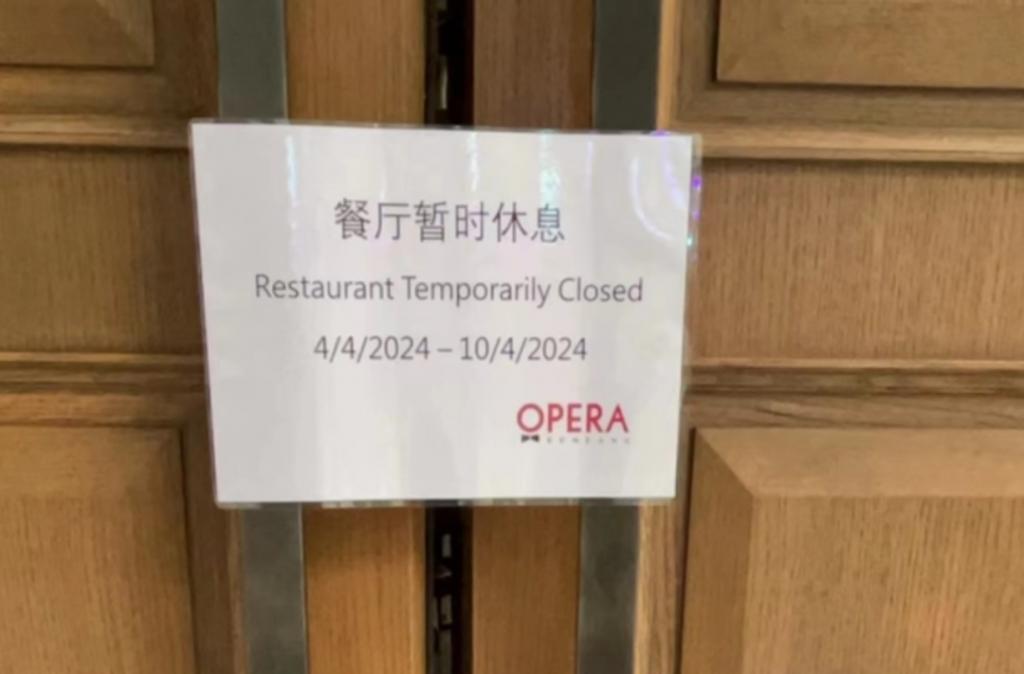 餐厅暂时休息
Restaurant Temporarily Closed
4/4/2024 – 10/4/2024
OPERA